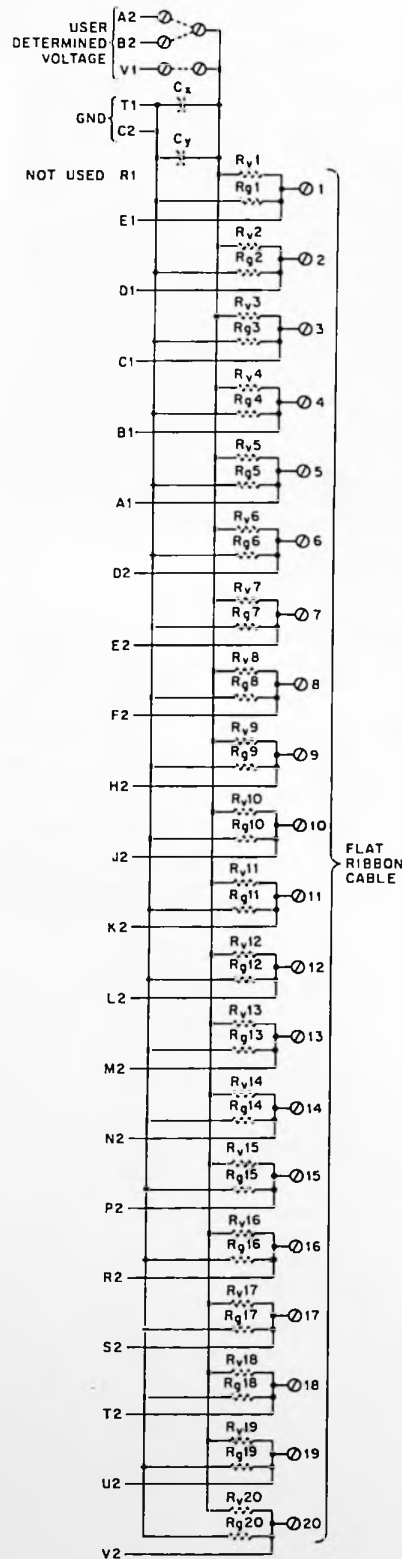 A2
USER
DETERMINED B2
VOLTAGE
V1
Cx
T1
GND
C2
Cy
NOT USED R1
Rv1
Rg1 1
E1
Rv2
Rg2 2
D1
Rv3
Rg3 3
C1
Rv4
Rg4 4
B1
Rv5
Rg5 5
A1
Rv6
Rg6 6
D2
Rv7
Rg7 7
E2
Rv8
Rg8 8
F2
Rv9
Rg9 9
H2
Rv10
Rg10 10
J2
FLAT
RIBBON
CABLE
Rv11
Rg11 11
K2
Rv12
Rg12 12
L2
Rv13
Rg13 13
M2
Rv14
Rg14 14
N2
Rv15
Rg15 15
P2
Rv16
Rg16 16
R2
Rv17
Rg17 17
S2
Rv18
Rg18 18
T2
Rv19
Rg19 19
U2
Rv20
Rg20 20
V2